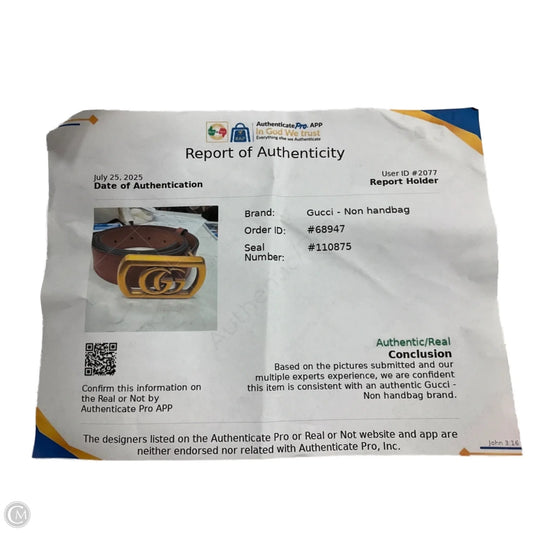 AuthenticatePro. APP
In God We trust
Everything else we Authenticate
Report of Authenticity
July 25, 2025
Date of Authentication
User ID #2077
Report Holder
Brand: Gucci - Non handbag
Order ID: #68947
Seal Number: #110875
Authentic/Real
Conclusion
Based on the pictures submitted and our
multiple experts experience, we are confident
this item is consistent with an authentic Gucci -
Non handbag brand.
Confirm this information on
the Real or Not by
Authenticate Pro APP
The designers listed on the Authenticate Pro or Real or Not website and app are
neither endorsed nor related with Authenticate Pro, Inc.
John 3:16
CM